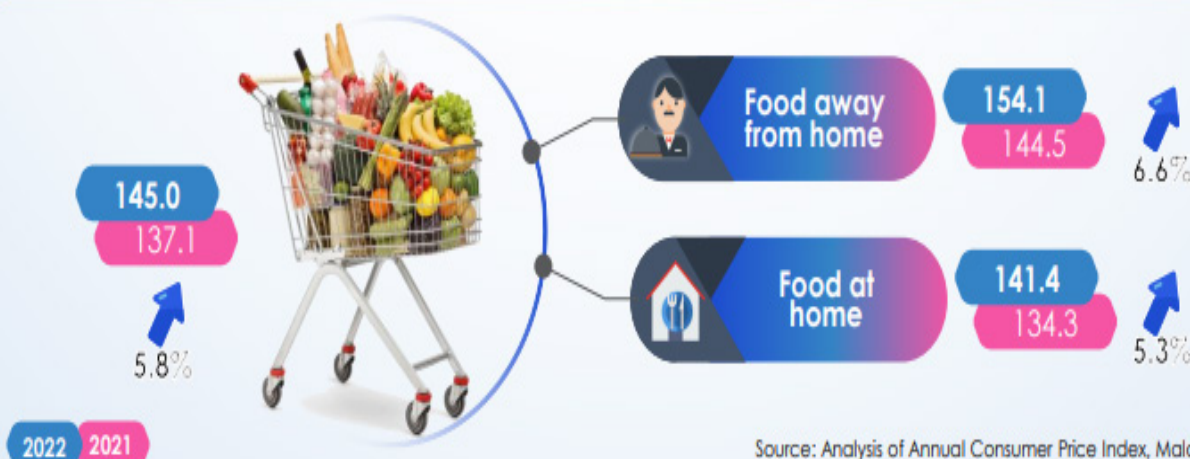 145.0
137.1
5.8%
Food away
from home
154.1
144.5
6.6%
Food at
home
141.4
134.3
5.3%
2022 2021
Source: Analysis of Annual Consumer Price Index,